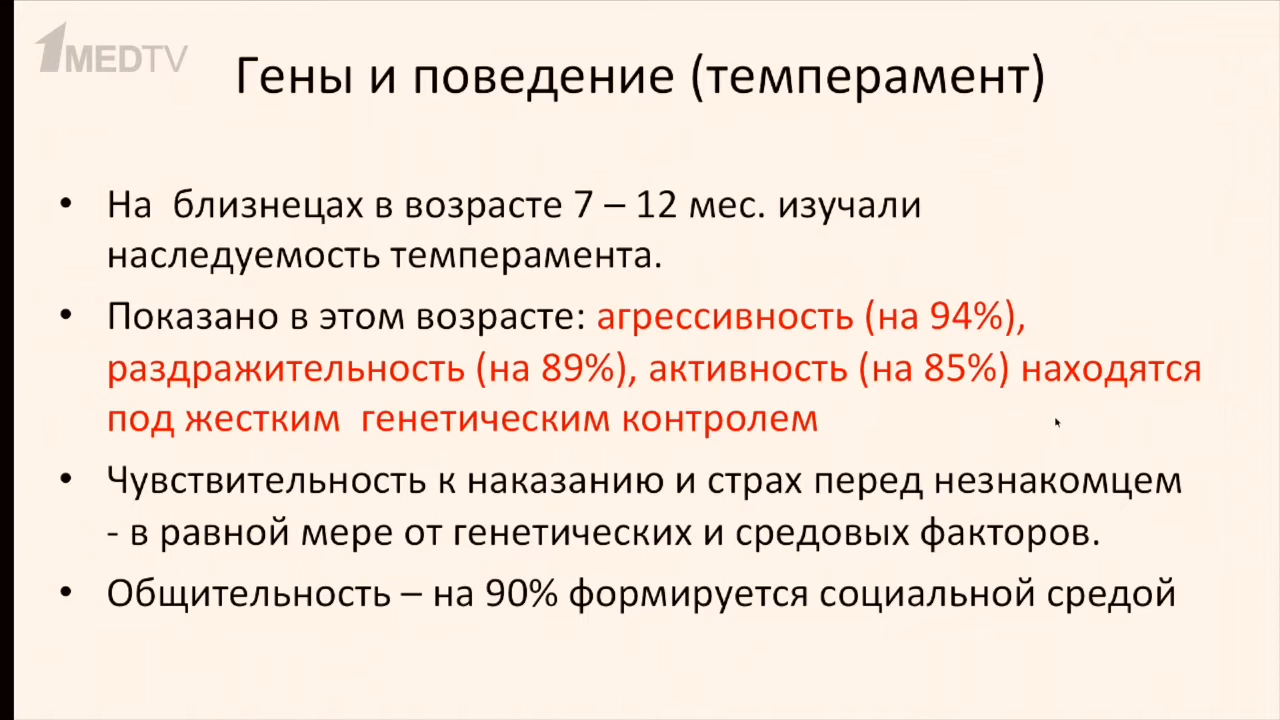 1MEDTV
Гены и поведение (темперамент)
• На близнецах в возрасте 7 – 12 мес. изучали
наследуемость темперамента.
• Показано в этом возрасте: агрессивность (на 94%),
раздражительность (на 89%), активность (на 85%) находятся
под жестким генетическим контролем
• Чувствительность к наказанию и страх перед незнакомцем
- в равной мере от генетических и средовых факторов.
• Общительность – на 90% формируется социальной средой